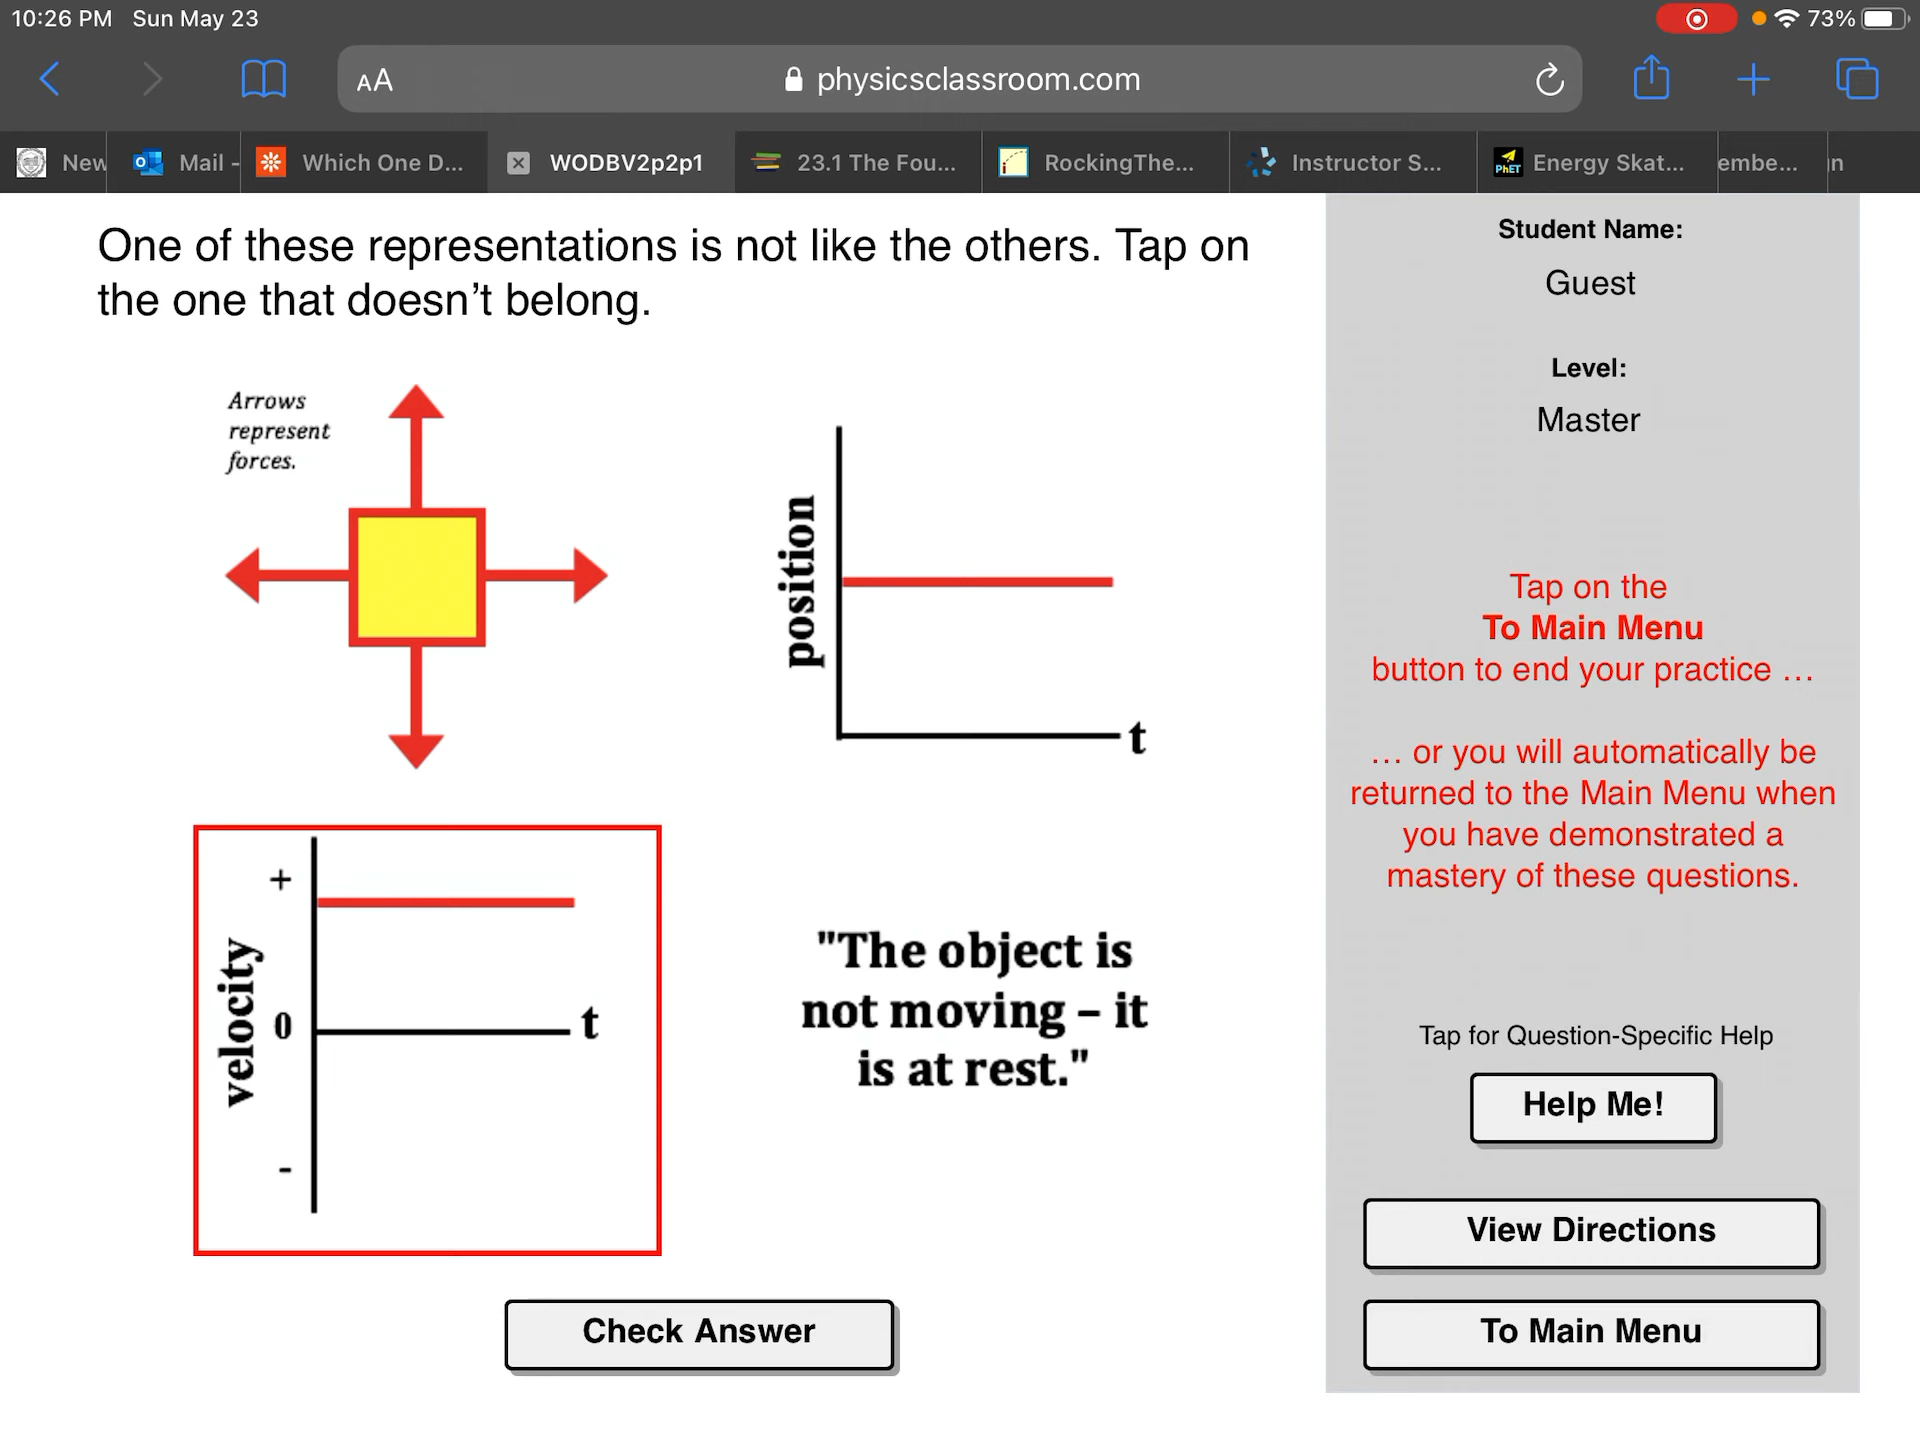 10:26 PM Sun May 23
73%
AA physicsclassroom.com
New
Mail -
Which One D...
WODBV2p2p1
23.1 The Fou...
RockingThe...
Instructor S...
PhET Energy Skat...
embe...
One of these representations is not like the others. Tap on
the one that doesn't belong.
Arrows
represent
forces.
position
t
velocity
+
0
t
-
"The object is
not moving – it
is at rest."
Check Answer
Student Name:
Guest
Level:
Master
Tap on the
To Main Menu
button to end your practice ...
... or you will automatically be
returned to the Main Menu when
you have demonstrated a
mastery of these questions.
Tap for Question-Specific Help
Help Me!
View Directions
To Main Menu